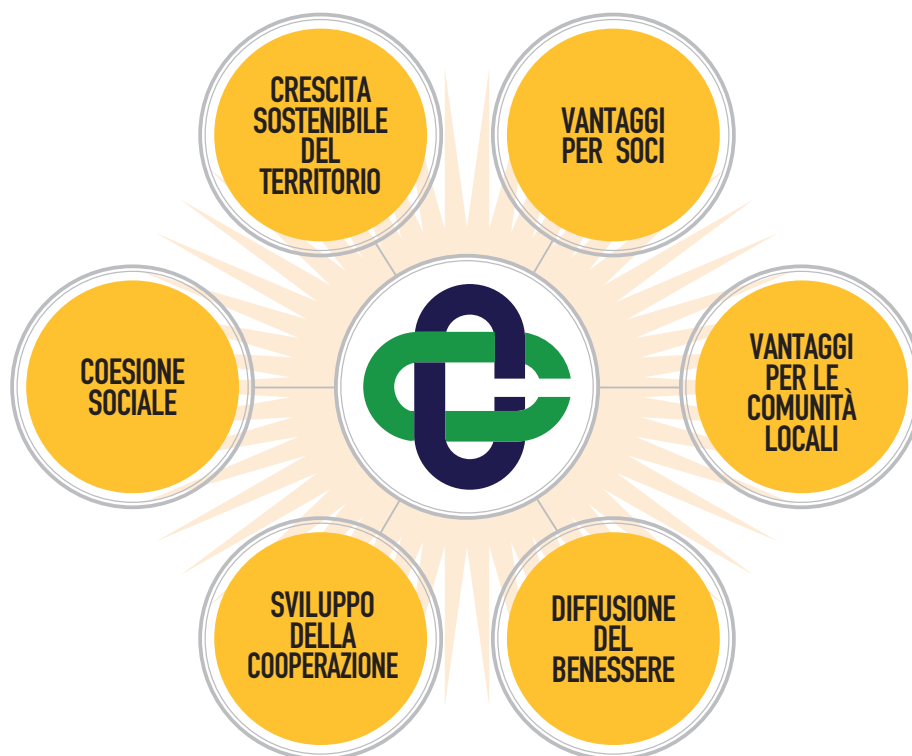 CRESCITA
SOSTENIBILE
DEL
TERRITORIO
VANTAGGI
PER SOCI
COESIONE
SOCIALE
VANTAGGI
PER LE
COMUNITÀ
LOCALI
SVILUPPO
DELLA
COOPERAZIONE
DIFFUSIONE
DEL
BENESSERE